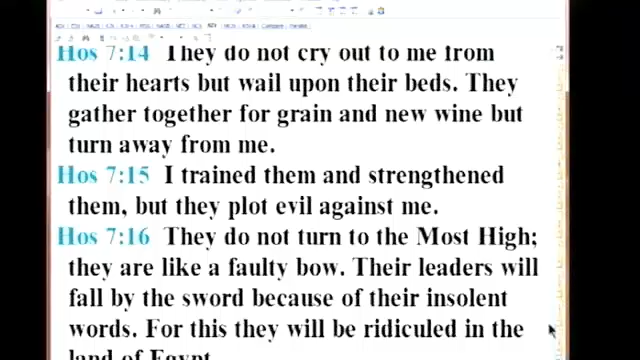 Hos 7:14 They do not cry out to me from
their hearts but wail upon their beds. They
gather together for grain and new wine but
turn away from me.
Hos 7:15 I trained them and strengthened
them, but they plot evil against me.
Hos 7:16 They do not turn to the Most High;
they are like a faulty bow. Their leaders will
fall by the sword because of their insolent
words. For this they will be ridiculed in the
land of Egypt